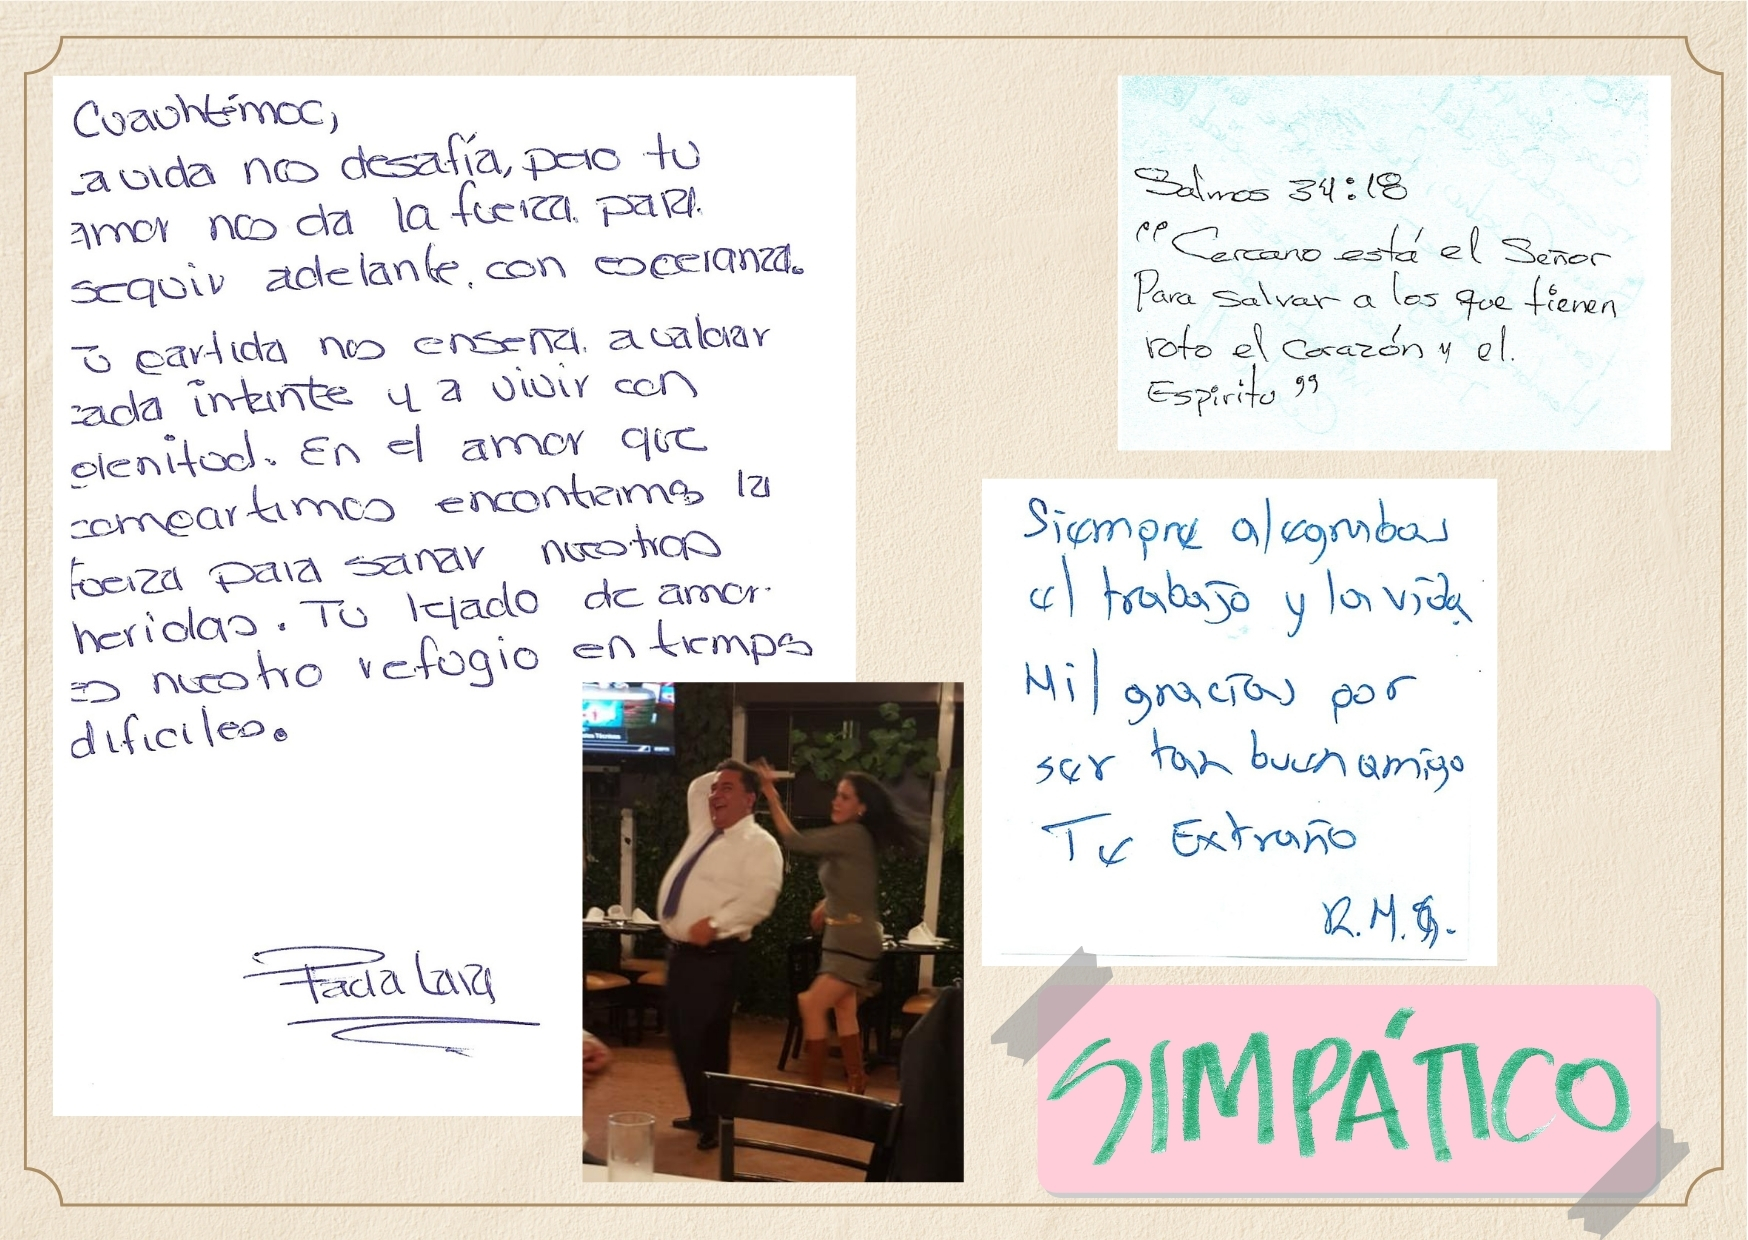 Cuauhtémoc,
La vida nos desafía, pero tu
amor nos da la fuerza para
seguir adelante, con esperanza.
Tu partida nos enseña a valorar
cada instante y a vivir con
plenitud. En el amor que
compartimos encontramos la
fuerza para sanar nuestras
heridas. Tu legado de amor
es nuestro refugio en tiempos
dificiles.
Lara
Salmos 34:18
"Cercano está el Señor
Para salvar a los que tienen
roto el Corazón y el
Espirito"
Siempre alegrabas
el trabajo y la vida
Mil gracias por
ser tan buen amigo
Te Extraño
R.M.G.
SIMPÁTICO